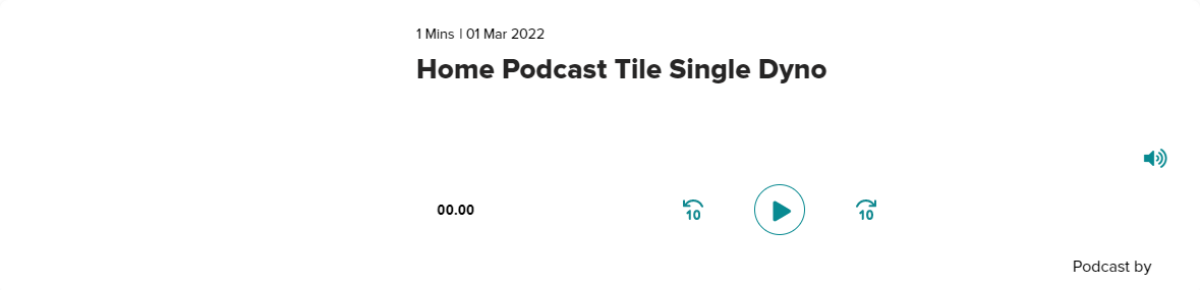 1 Mins | 01 Mar 2022
Home Podcast Tile Single Dyno
00.00
10
10
Podcast by